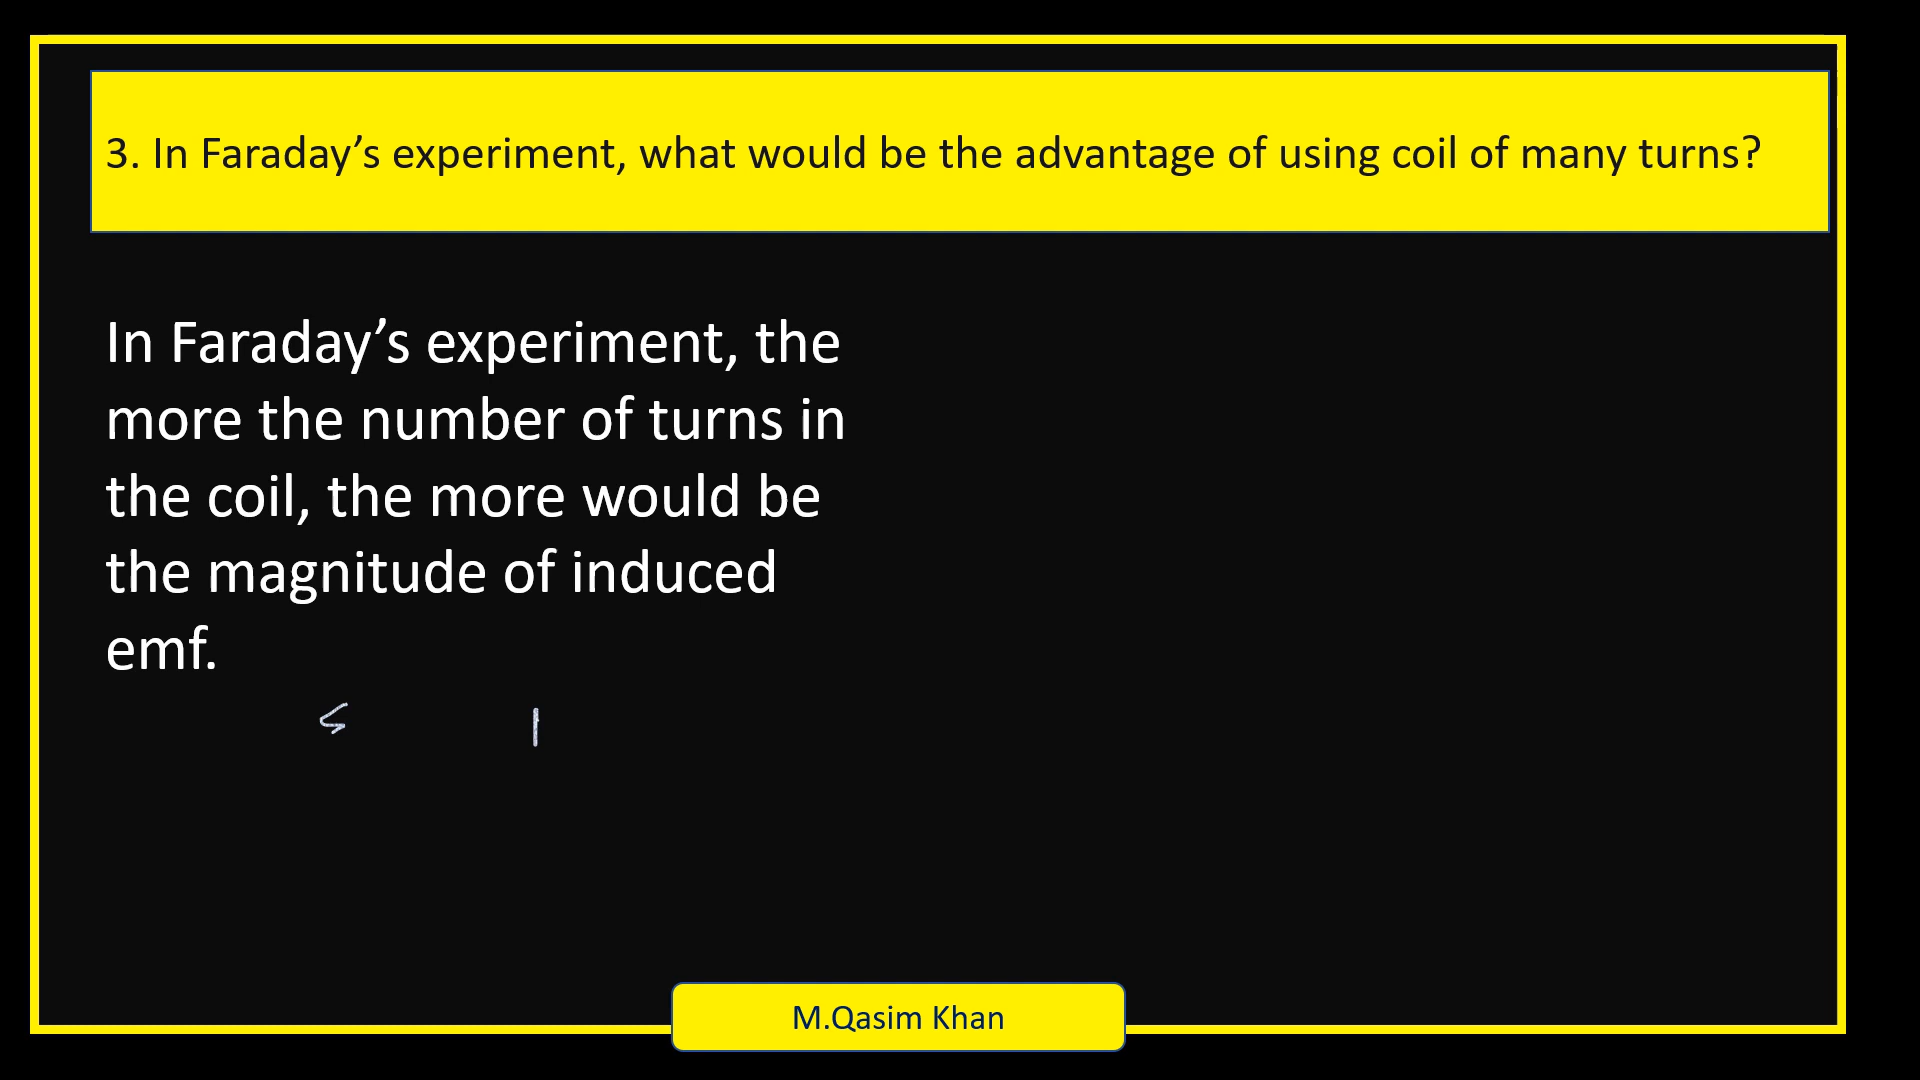 3. In Faraday’s experiment, what would be the advantage of using coil of many turns?
In Faraday’s experiment, the
more the number of turns in
the coil, the more would be
the magnitude of induced
emf.
M.Qasim Khan